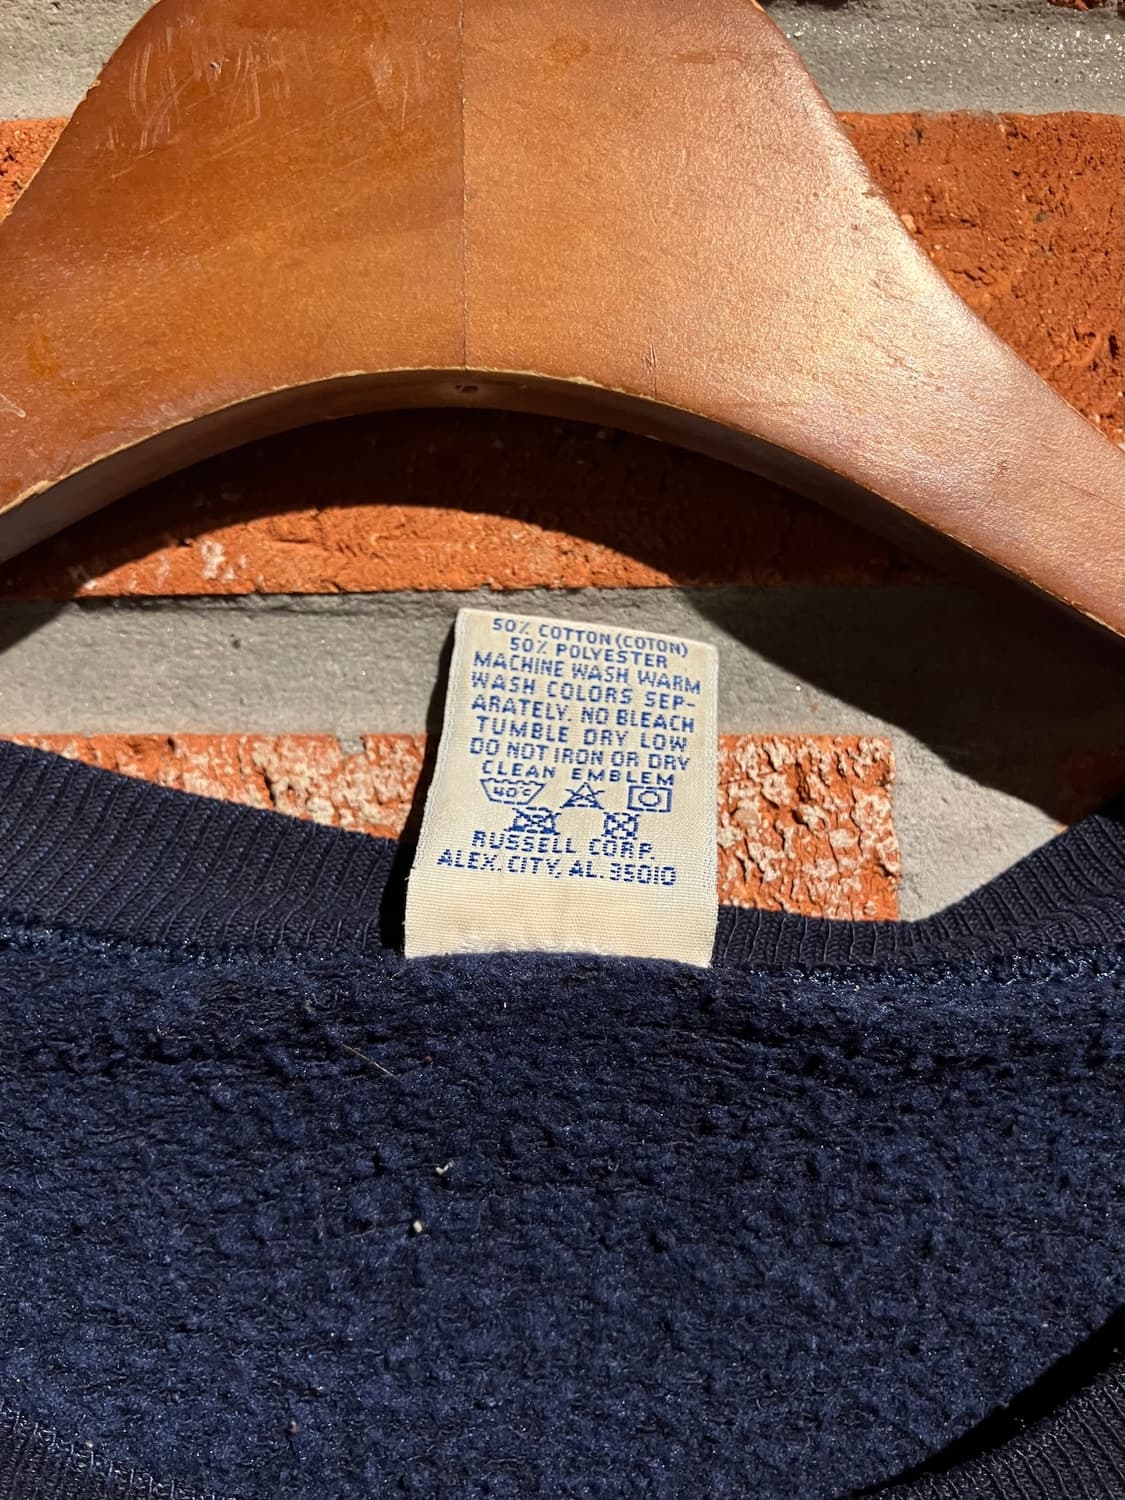 50% COTTON (COTON)
50% POLYESTER
MACHINE WASH WARM
WASH COLORS SEP-
ARATELY. NO BLEACH
TUMBLE DRY LOW
DO NOT IRON OR DRY
CLEAN EMBLEM
40°C
RUSSELL CORP.
ALEX. CITY, AL. 35010